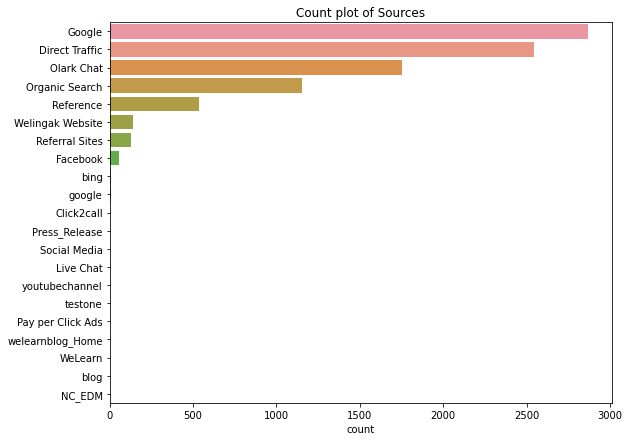 Count plot of Sources
Google
Direct Traffic
Olark Chat
Organic Search
Reference
Welingak Website
Referral Sites
Facebook
bing
google
Click2call
Press_Release
Social Media
Live Chat
youtubechannel
testone
Pay per Click Ads
welearnblog_Home
WeLearn
blog
NC_EDM
0 500 1000 1500 2000 2500 3000
count